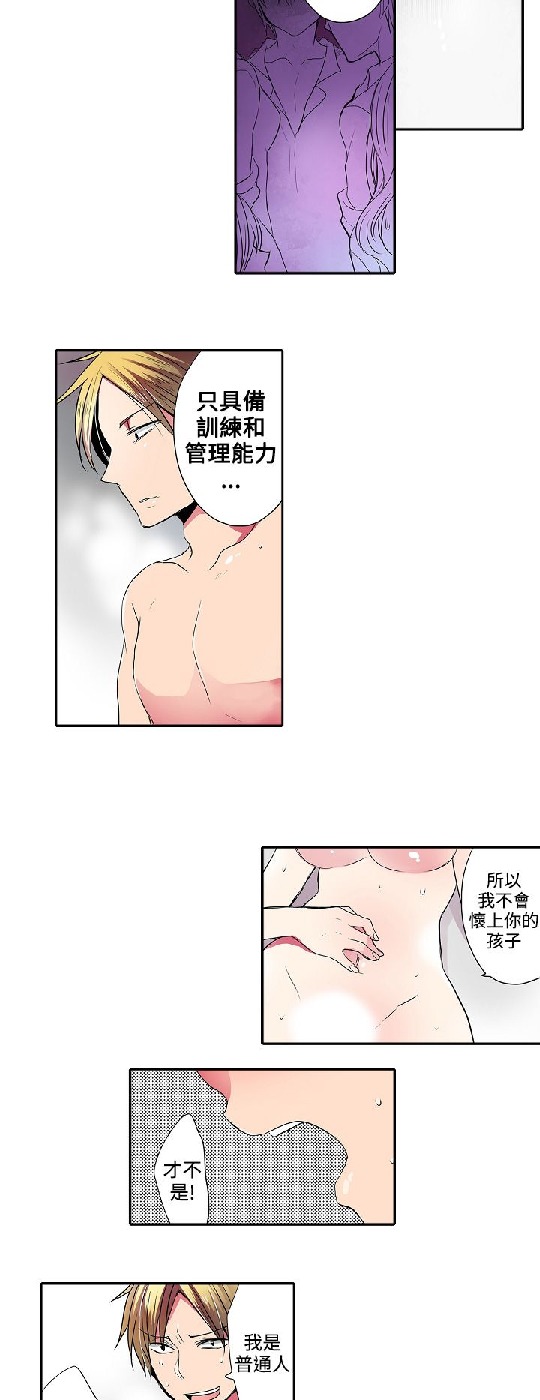 只具備
訓練和
管理能力
...
所以
我不會
懷上你的
孩子
才不
是!
我是
普通人